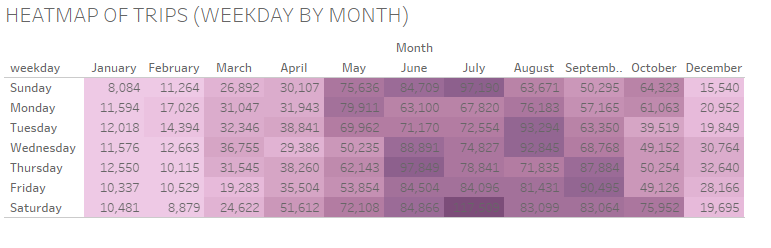 HEATMAP OF TRIPS (WEEKDAY BY MONTH)
Month
weekday January February March April May June July August Septemb.. October December
Sunday 8,084 11,264 26,892 30,107 75,636 84,709 97,190 63,671 50,295 64,323 15,540
Monday 11,594 17,026 31,047 31,943 79,911 63,100 67,820 76,183 57,165 61,063 20,952
Tuesday 12,018 14,394 32,346 38,841 69,962 71,170 72,554 93,294 63,350 39,519 19,849
Wednesday 11,576 12,663 36,755 29,386 50,235 88,891 74,827 92,845 68,768 49,152 30,764
Thursday 12,550 10,115 31,545 38,260 62,143 97,849 78,841 71,835 87,884 50,254 32,640
Friday 10,337 10,529 19,283 35,504 53,854 84,504 84,096 81,431 90,495 49,126 28,166
Saturday 10,481 8,879 24,622 51,612 72,108 84,866 83,099 83,064 75,952 19,695